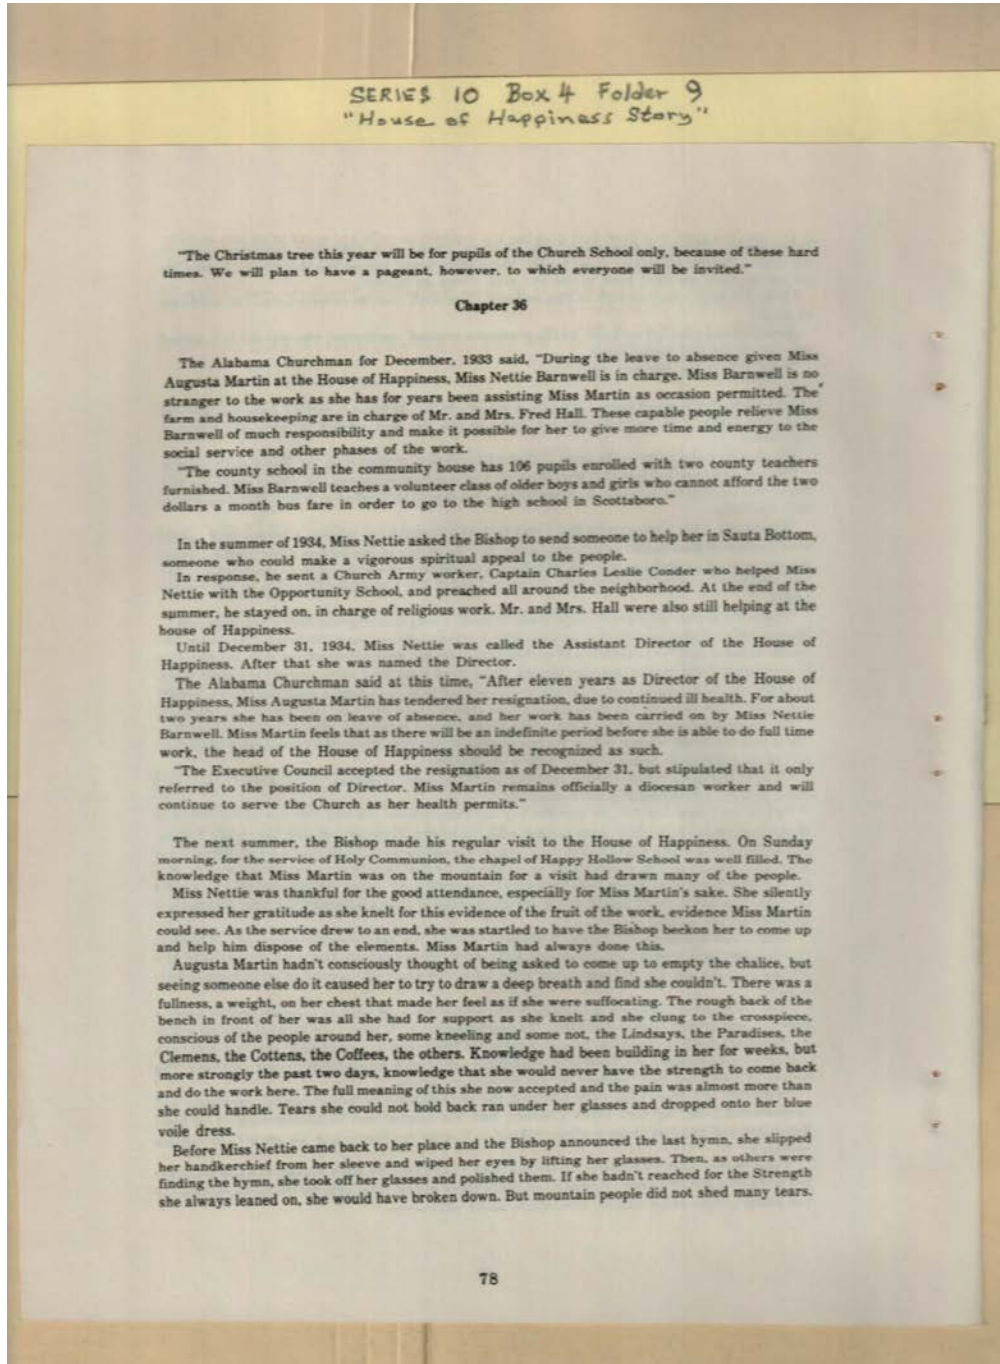 SERIES 10 Box 4 Folder 9
"House of Happiness Story"
"The Christmas tree this year will be for pupils of the Church School only, because of these hard
times. We will plan to have a pageant, however, to which everyone will be invited."
Chapter 36
The Alabama Churchman for December, 1933 said, "During the leave to absence given Miss
Augusta Martin at the House of Happiness, Miss Nettie Barnwell is in charge. Miss Barnwell is no
stranger to the work as she has for years been assisting Miss Martin as occasion permitted. The
farm and housekeeping are in charge of Mr. and Mrs. Fred Hall. These capable people relieve Miss
Barnwell of much responsibility and make it possible for her to give more time and energy to the
social service and other phases of the work.
"The county school in the community house has 106 pupils enrolled with two county teachers
furnished. Miss Barnwell teaches a volunteer class of older boys and girls who cannot afford the two
dollars a month bus fare in order to go to the high school in Scottsboro."
In the summer of 1934, Miss Nettie asked the Bishop to send someone to help her in Sauta Bottom,
someone who could make a vigorous spiritual appeal to the people.
In response, he sent a Church Army worker, Captain Charles Leslie Conder who helped Miss
Nettie with the Opportunity School, and preached all around the neighborhood. At the end of the
summer, he stayed on, in charge of religious work. Mr. and Mrs. Hall were also still helping at the
house of Happiness.
Until December 31, 1934, Miss Nettie was called the Assistant Director of the House of
Happiness. After that she was named the Director.
The Alabama Churchman said at this time, "After eleven years as Director of the House of
Happiness, Miss Augusta Martin has tendered her resignation, due to continued ill health. For about
two years she has been on leave of absence, and her work has been carried on by Miss Nettie
Barnwell. Miss Martin feels that as there will be an indefinite period before she is able to do full time
work, the head of the House of Happiness should be recognized as such.
"The Executive Council accepted the resignation as of December 31, but stipulated that it only
referred to the position of Director. Miss Martin remains officially a diocesan worker and will
continue to serve the Church as her health permits."
The next summer, the Bishop made his regular visit to the House of Happiness. On Sunday
morning, for the service of Holy Communion, the chapel of Happy Hollow School was well filled. The
knowledge that Miss Martin was on the mountain for a visit had drawn many of the people.
Miss Nettie was thankful for the good attendance, especially for Miss Martin's sake. She silently
expressed her gratitude as she knelt for this evidence of the fruit of the work, evidence Miss Martin
could see. As the service drew to an end, she was startled to have the Bishop beckon her to come up
and help him dispose of the elements. Miss Martin had always done this.
Augusta Martin hadn't consciously thought of being asked to come up to empty the chalice, but
seeing someone else do it caused her to try to draw a deep breath and find she couldn't. There was a
fullness, a weight, on her chest that made her feel as if she were suffocating. The rough back of the
bench in front of her was all she had for support as she knelt and she clung to the crosspiece,
conscious of the people around her, some kneeling and some not, the Lindsays, the Paradises, the
Clemens, the Cottens, the Coffees, the others. Knowledge had been building in her for weeks, but
more strongly the past two days, knowledge that she would never have the strength to come back
and do the work here. The full meaning of this she now accepted and the pain was almost more than
she could handle. Tears she could not hold back ran under her glasses and dropped onto her blue
voile dress.
Before Miss Nettie came back to her place and the Bishop announced the last hymn, she slipped
her handkerchief from her sleeve and wiped her eyes by lifting her glasses. Then, as others were
finding the hymn, she took off her glasses and polished them. If she hadn't reached for the Strength
she always leaned on, she would have broken down. But mountain people did not shed many tears.
78